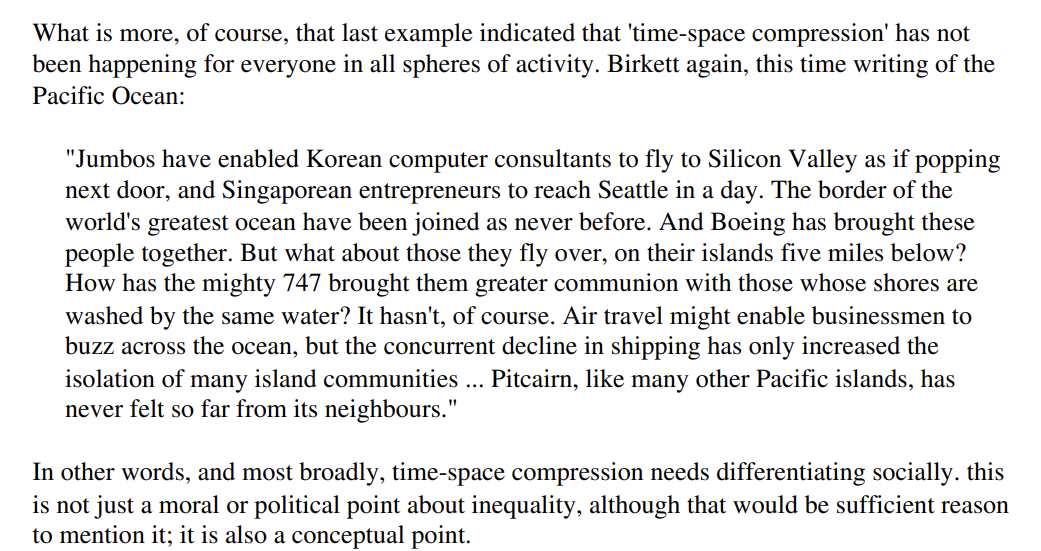 What is more, of course, that last example indicated that 'time-space compression' has not
been happening for everyone in all spheres of activity. Birkett again, this time writing of the
Pacific Ocean:
"Jumbos have enabled Korean computer consultants to fly to Silicon Valley as if popping
next door, and Singaporean entrepreneurs to reach Seattle in a day. The border of the
world's greatest ocean have been joined as never before. And Boeing has brought these
people together. But what about those they fly over, on their islands five miles below?
How has the mighty 747 brought them greater communion with those whose shores are
washed by the same water? It hasn't, of course. Air travel might enable businessmen to
buzz across the ocean, but the concurrent decline in shipping has only increased the
isolation of many island communities ... Pitcairn, like many other Pacific islands, has
never felt so far from its neighbours."
In other words, and most broadly, time-space compression needs differentiating socially. this
is not just a moral or political point about inequality, although that would be sufficient reason
to mention it; it is also a conceptual point.